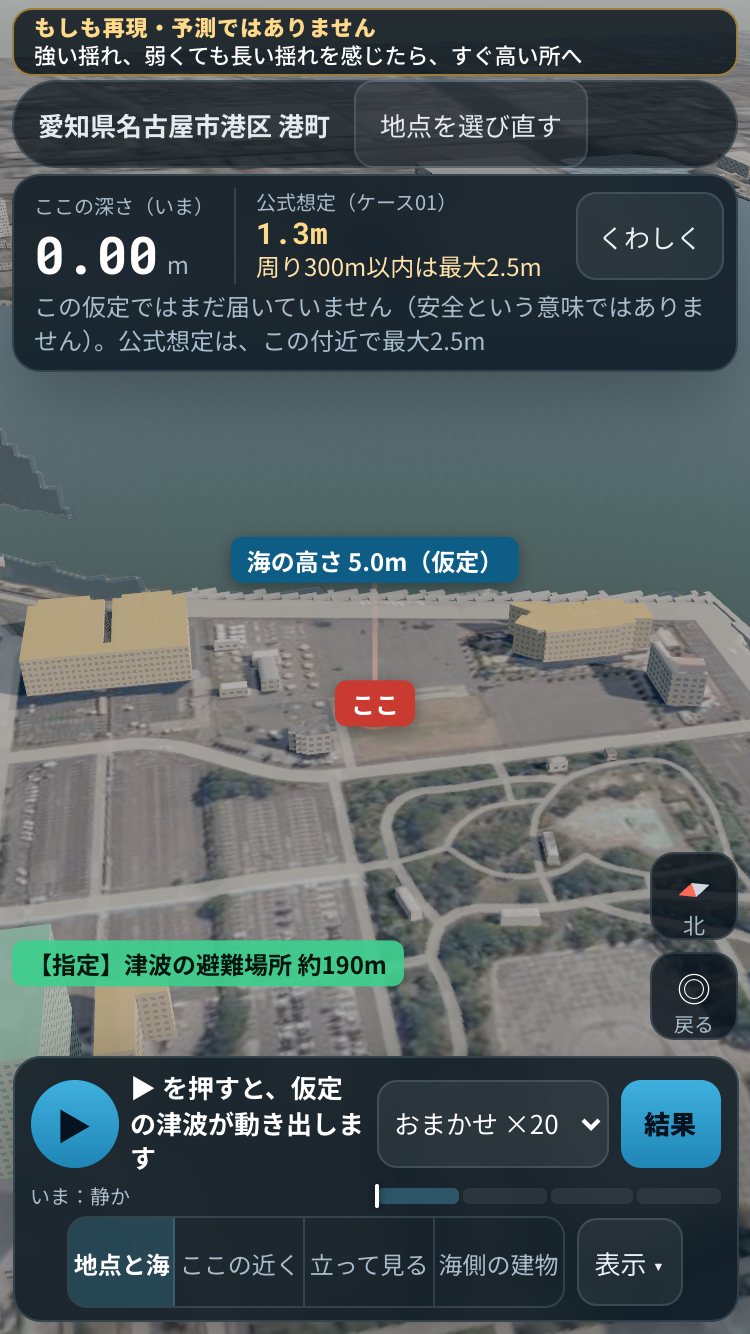 もしも再現・予測ではありません
強い揺れ、弱くても長い揺れを感じたら、すぐ高い所へ
愛知県名古屋市港区 港町
地点を選び直す
ここの深さ（いま）
0.00 m
公式想定（ケース01）
1.3m
周り300m以内は最大2.5m
くわしく
この仮定ではまだ届いていません（安全という意味ではありま
せん）。公式想定は、この付近で最大2.5m
海の高さ 5.0m（仮定）
ここ
北
【指定】津波の避難場所 約190m
戻る
▶ を押すと、仮定
の津波が動き出しま
す
おまかせ ×20
結果
いま：静か
地点と海
ここの近く
立って見る
海側の建物
表示 ▾